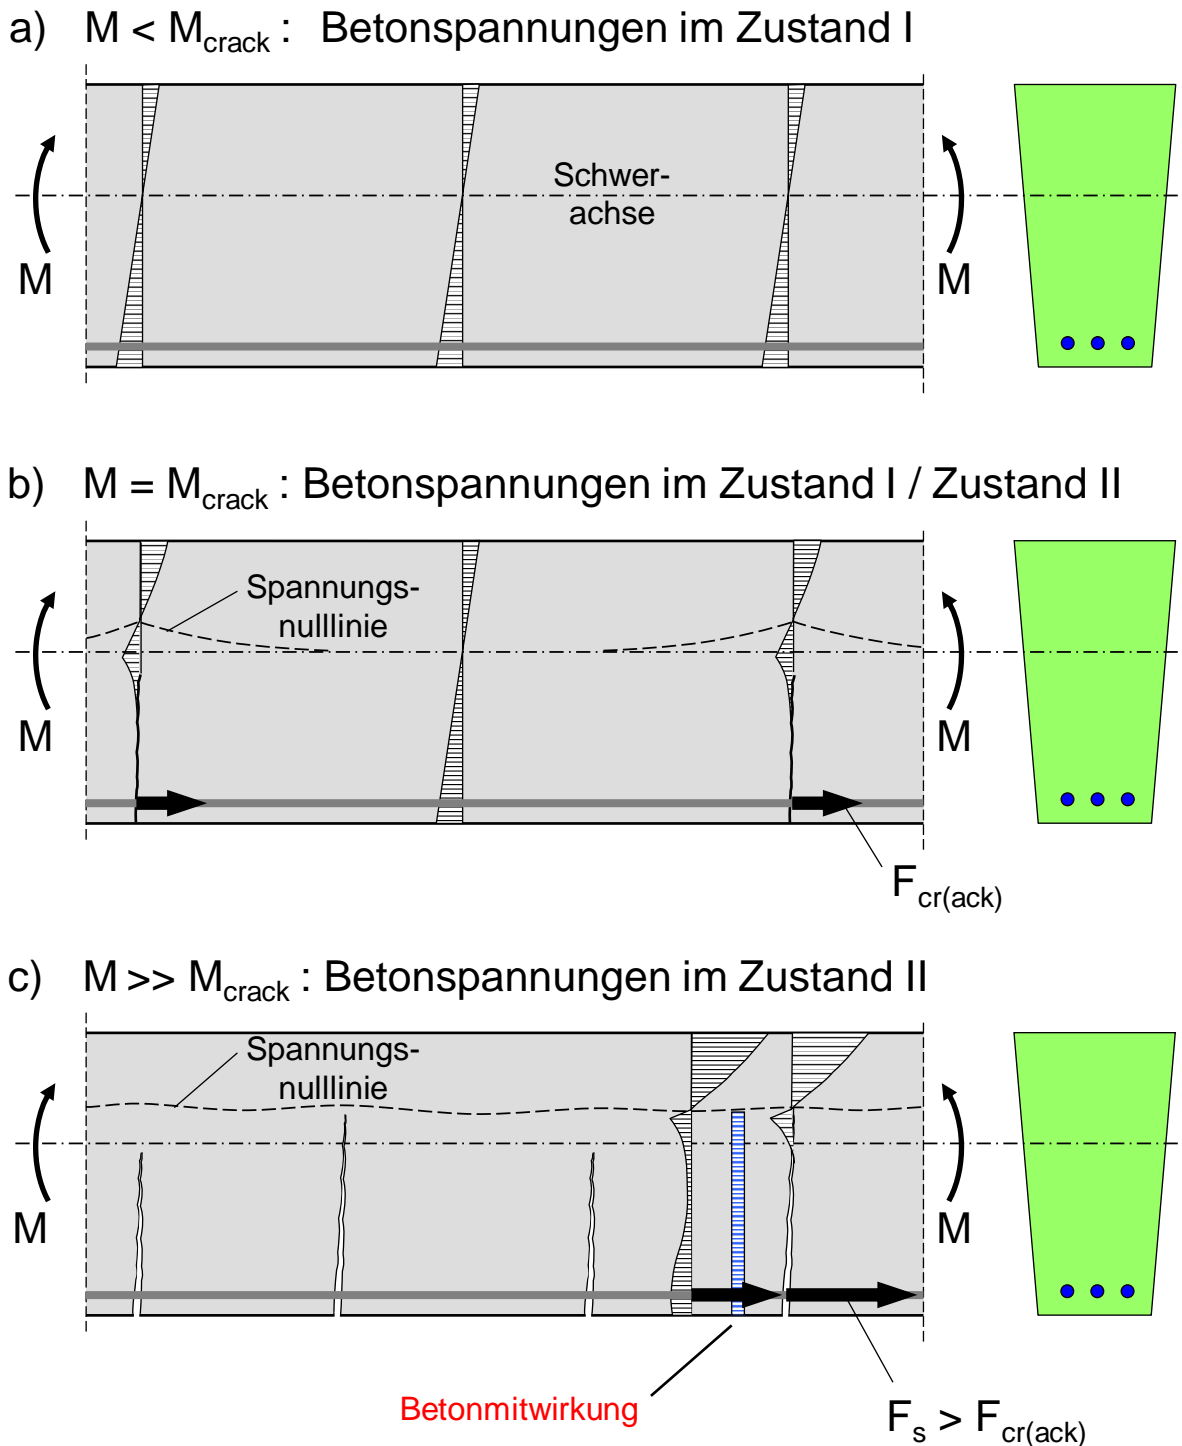 a) M < Mcrack : Betonspannungen im Zustand I
Schwer-
achse
M
M
b) M = Mcrack : Betonspannungen im Zustand I / Zustand II
Spannungs-
nulllinie
M
M
Fcr(ack)
c) M >> Mcrack : Betonspannungen im Zustand II
Spannungs-
nulllinie
M
M
Betonmitwirkung
Fs > Fcr(ack)